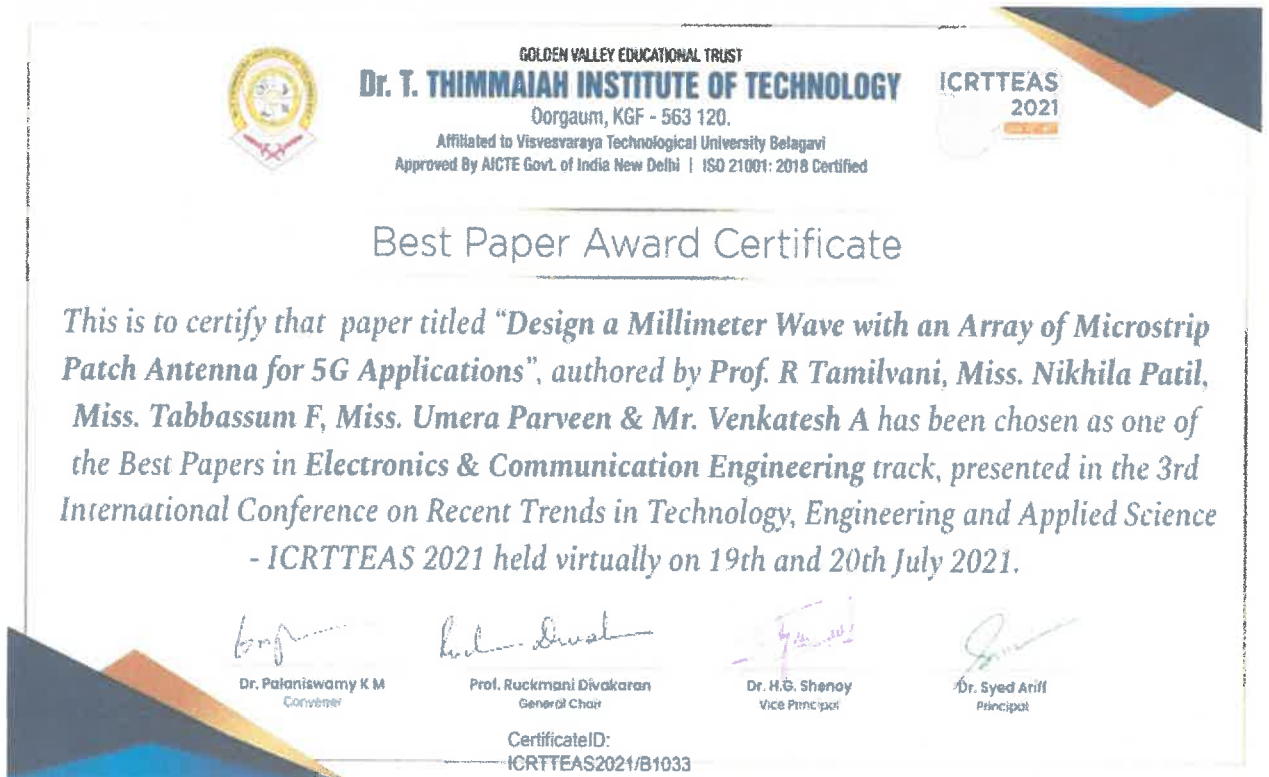 GOLDEN VALLEY EDUCATIONAL TRUST
Dr. T. THIMMAIAH INSTITUTE OF TECHNOLOGY
Oorgaum, KGF - 563 120.
Affiliated to Visvesvaraya Technological University Belagavi
Approved By AICTE Govt. of India New Delhi | ISO 21001: 2018 Certified
ICRTTEAS
2021
Best Paper Award Certificate
This is to certify that paper titled “Design a Millimeter Wave with an Array of Microstrip
Patch Antenna for 5G Applications”, authored by Prof. R Tamilvani, Miss. Nikhila Patil,
Miss. Tabbassum F, Miss. Umera Parveen & Mr. Venkatesh A has been chosen as one of
the Best Papers in Electronics & Communication Engineering track, presented in the 3rd
International Conference on Recent Trends in Technology, Engineering and Applied Science
- ICRTTEAS 2021 held virtually on 19th and 20th July 2021.
Dr. Palaniswamy K M
Convener
Prof. Ruckmani Divakaran
General Chair
Dr. H.G. Shenoy
Vice Principal
Dr. Syed Ariff
Principal
CertificateID:
ICRTTEAS2021/B1033